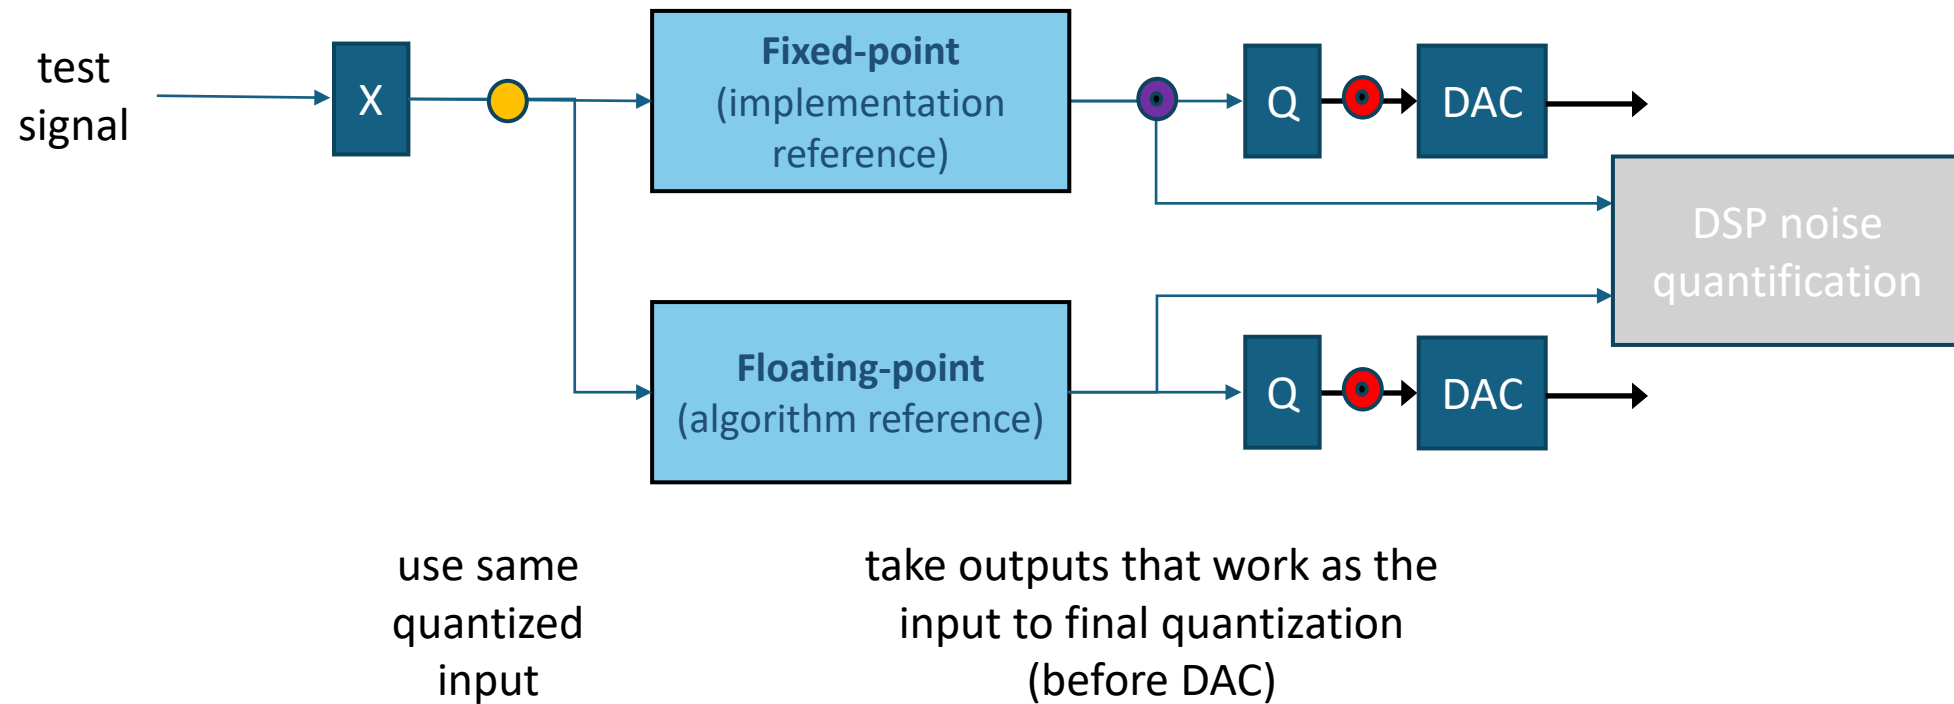 test
signal
X
Fixed-point
(implementation
reference)
Q
DAC
DSP noise
quantification
Floating-point
(algorithm reference)
Q
DAC
use same
quantized
input
take outputs that work as the
input to final quantization
(before DAC)